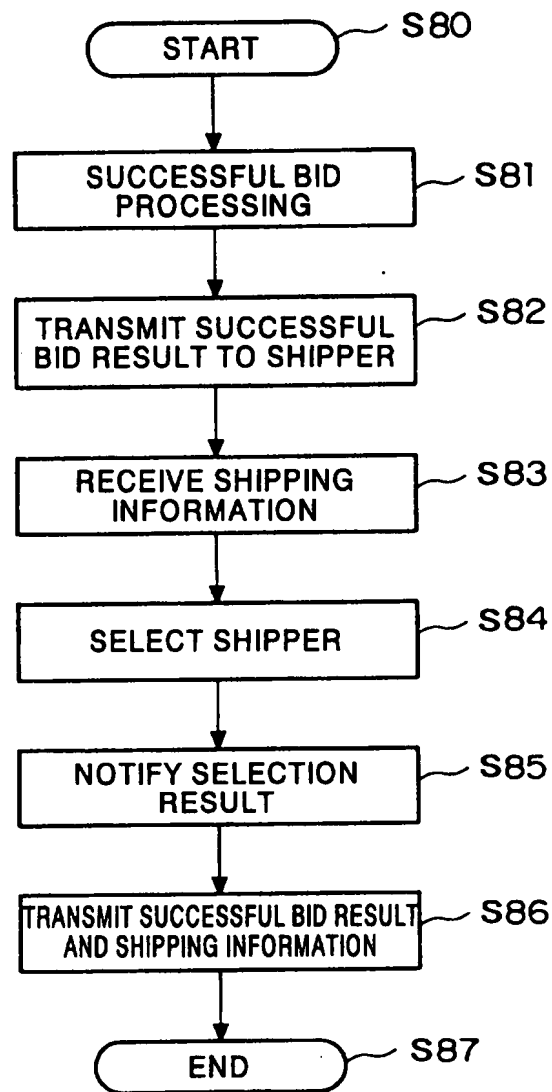 START
S80
SUCCESSFUL BID
PROCESSING
S81
TRANSMIT SUCCESSFUL
BID RESULT TO SHIPPER
S82
RECEIVE SHIPPING
INFORMATION
S83
SELECT SHIPPER
S84
NOTIFY SELECTION
RESULT
S85
TRANSMIT SUCCESSFUL BID RESULT
AND SHIPPING INFORMATION
S86
END
S87